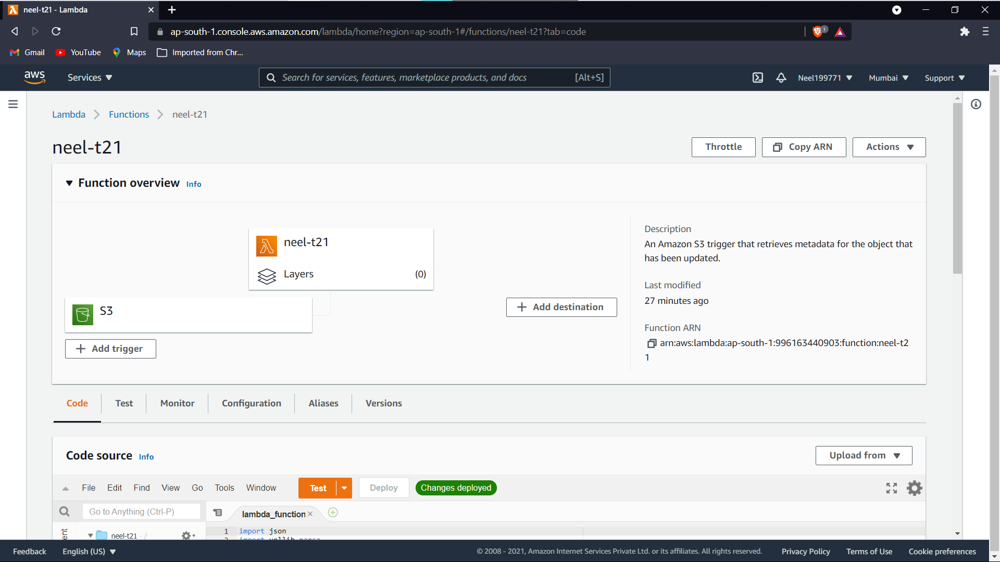 neel-t21 - Lambda
ap-south-1.console.aws.amazon.com/lambda/home?region=ap-south-1#/functions/neel-t21?tab=code
1
Gmail YouTube Maps Imported from Chr...
aws Services Search for services, features, marketplace products, and docs [Alt+S] Neel199771 Mumbai Support
Lambda Functions neel-t21
neel-t21
Throttle Copy ARN Actions
Function overview Info
neel-t21
Layers (0)
S3
Add trigger
Add destination
Description
An Amazon S3 trigger that retrieves metadata for the object that
has been updated.
Last modified
27 minutes ago
Function ARN
arn:aws:lambda:ap-south-1:996163440903:function:neel-t2
1
Code Test Monitor Configuration Aliases Versions
Code source Info
Upload from
File Edit Find View Go Tools Window Test Deploy Changes deployed
Go to Anything (Ctrl-P) lambda_function
neel-t21 - /
1 import json
2 import urllib.parse
Feedback English (US) © 2008 - 2021, Amazon Internet Services Private Ltd. or its affiliates. All rights reserved. Privacy Policy Terms of Use Cookie preferences